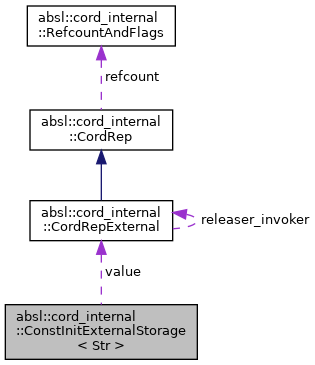 absl::cord_internal
::RefcountAndFlags
refcount
absl::cord_internal
::CordRep
absl::cord_internal
::CordRepExternal
releaser_invoker
value
absl::cord_internal
::ConstInitExternalStorage
< Str >